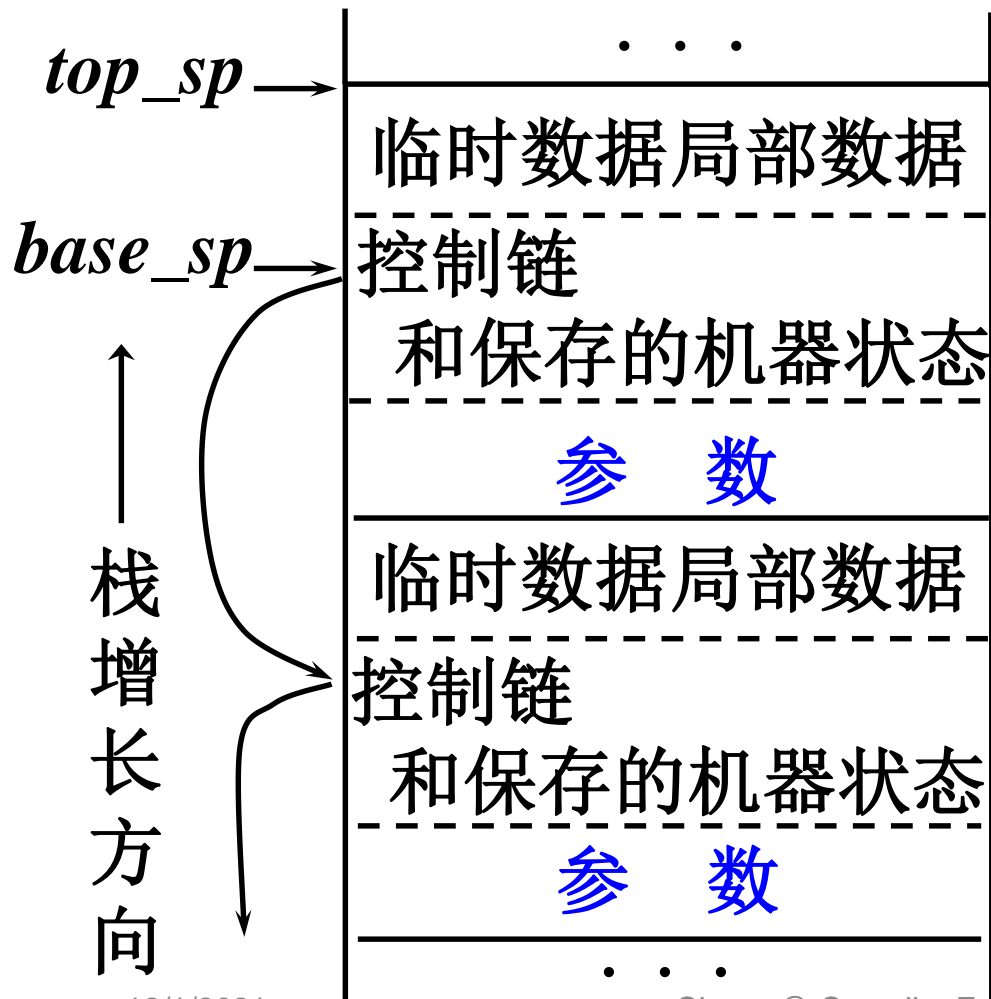 · · ·
top_sp
临时数据局部数据
base_sp
控制链
和保存的机器状态
参 数
临时数据局部数据
控制链
和保存的机器状态
参 数
· · ·
栈增长方向